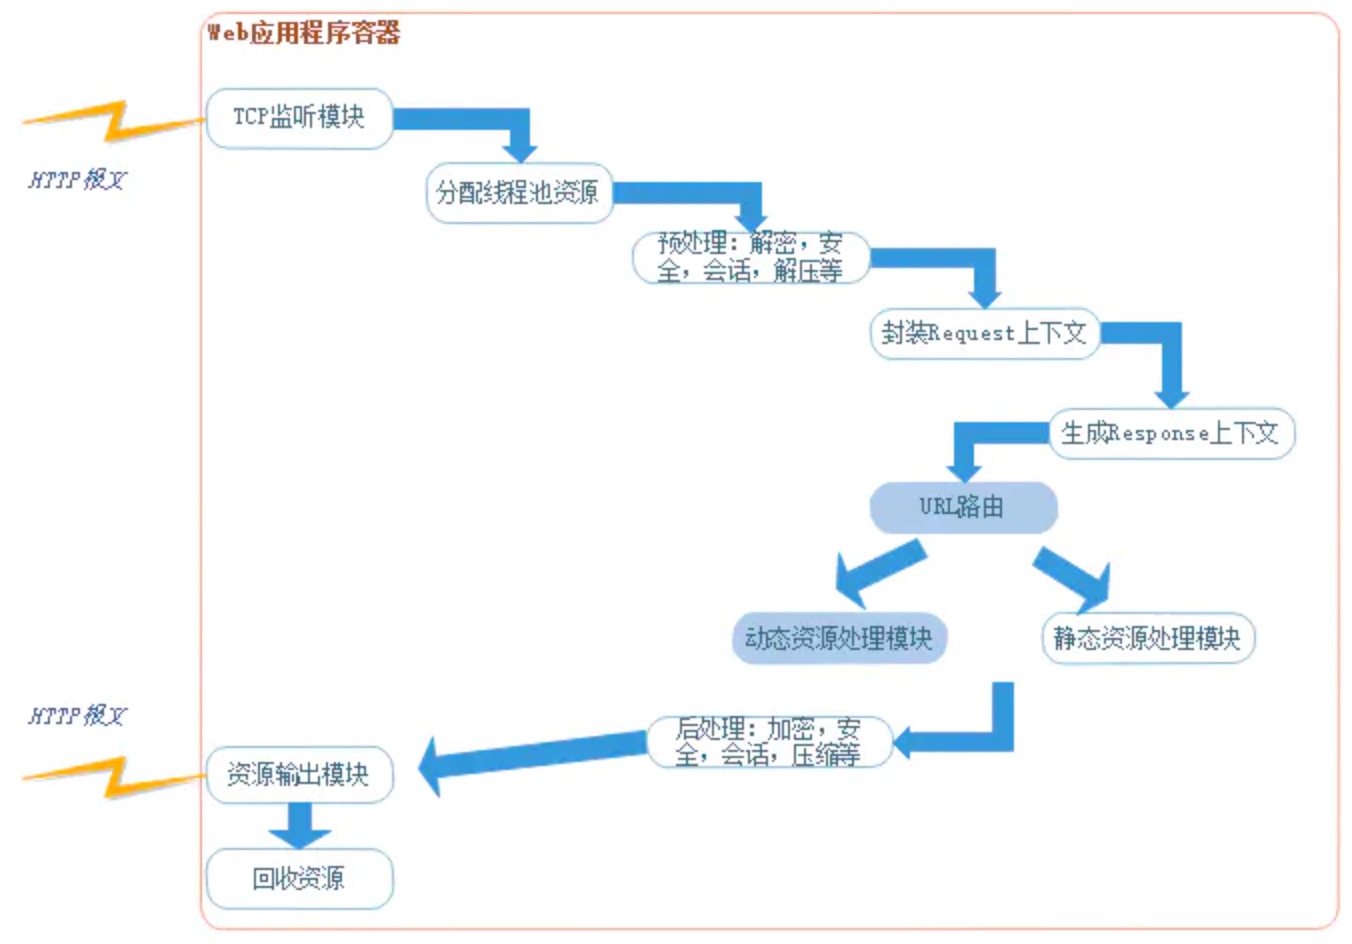 Web应用程序容器
TCP监听模块
HTTP报文
分配线程池资源
预处理：解密，安
全，会话，解压等
封装Request上下文
生成Response上下文
URL路由
动态资源处理模块
静态资源处理模块
HTTP报文
后处理：加密，安
全，会话，压缩等
资源输出模块
回收资源